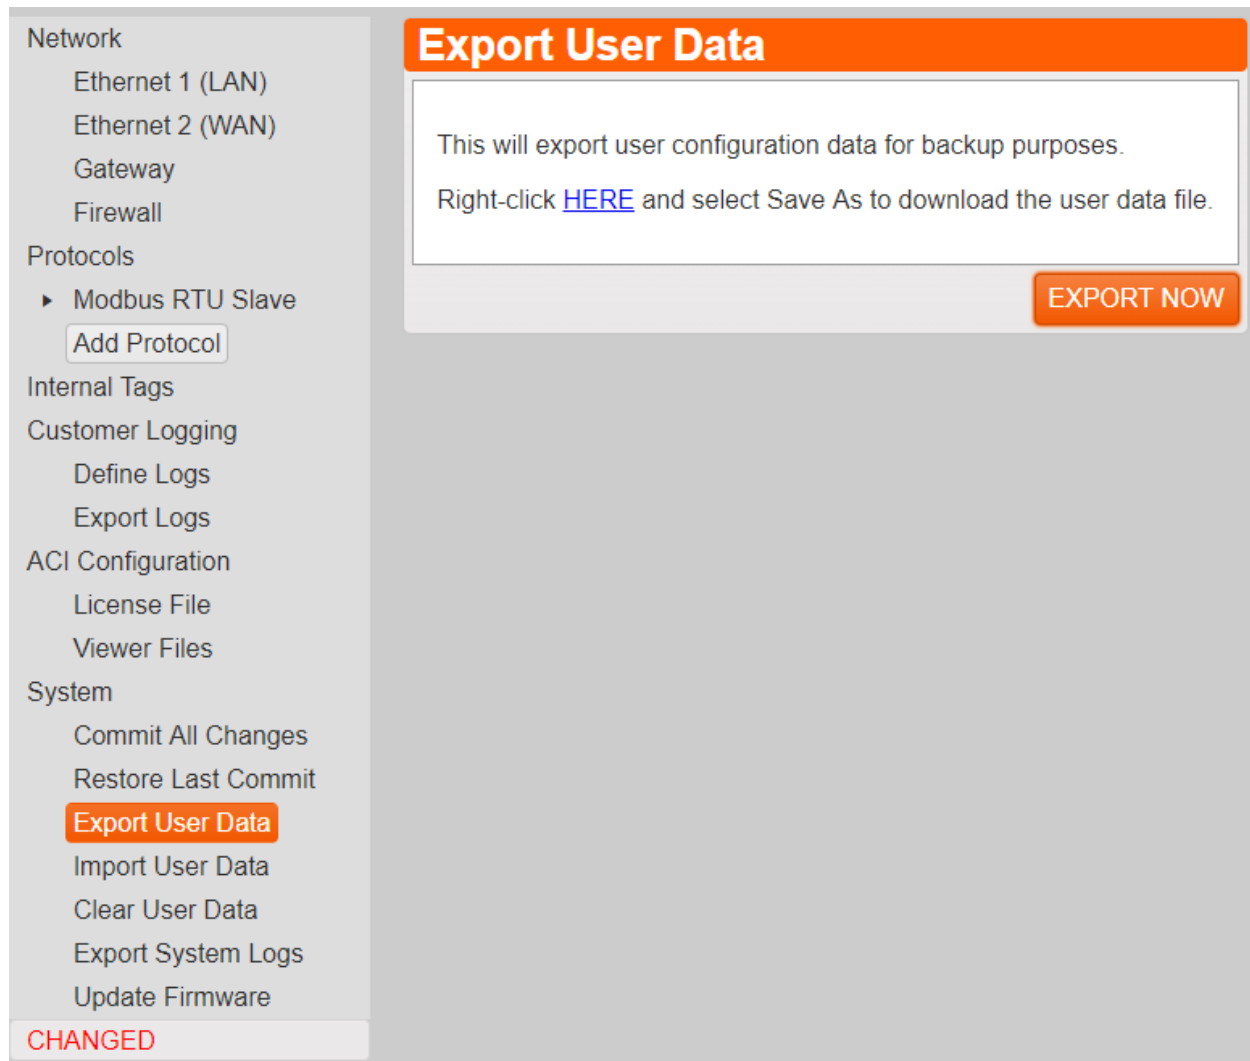 Network
Ethernet 1 (LAN)
Ethernet 2 (WAN)
Gateway
Firewall
Protocols
Modbus RTU Slave
Add Protocol
Internal Tags
Customer Logging
Define Logs
Export Logs
ACI Configuration
License File
Viewer Files
System
Commit All Changes
Restore Last Commit
Export User Data
Import User Data
Clear User Data
Export System Logs
Update Firmware
CHANGED
Export User Data
This will export user configuration data for backup purposes.
Right-click HERE and select Save As to download the user data file.
EXPORT NOW